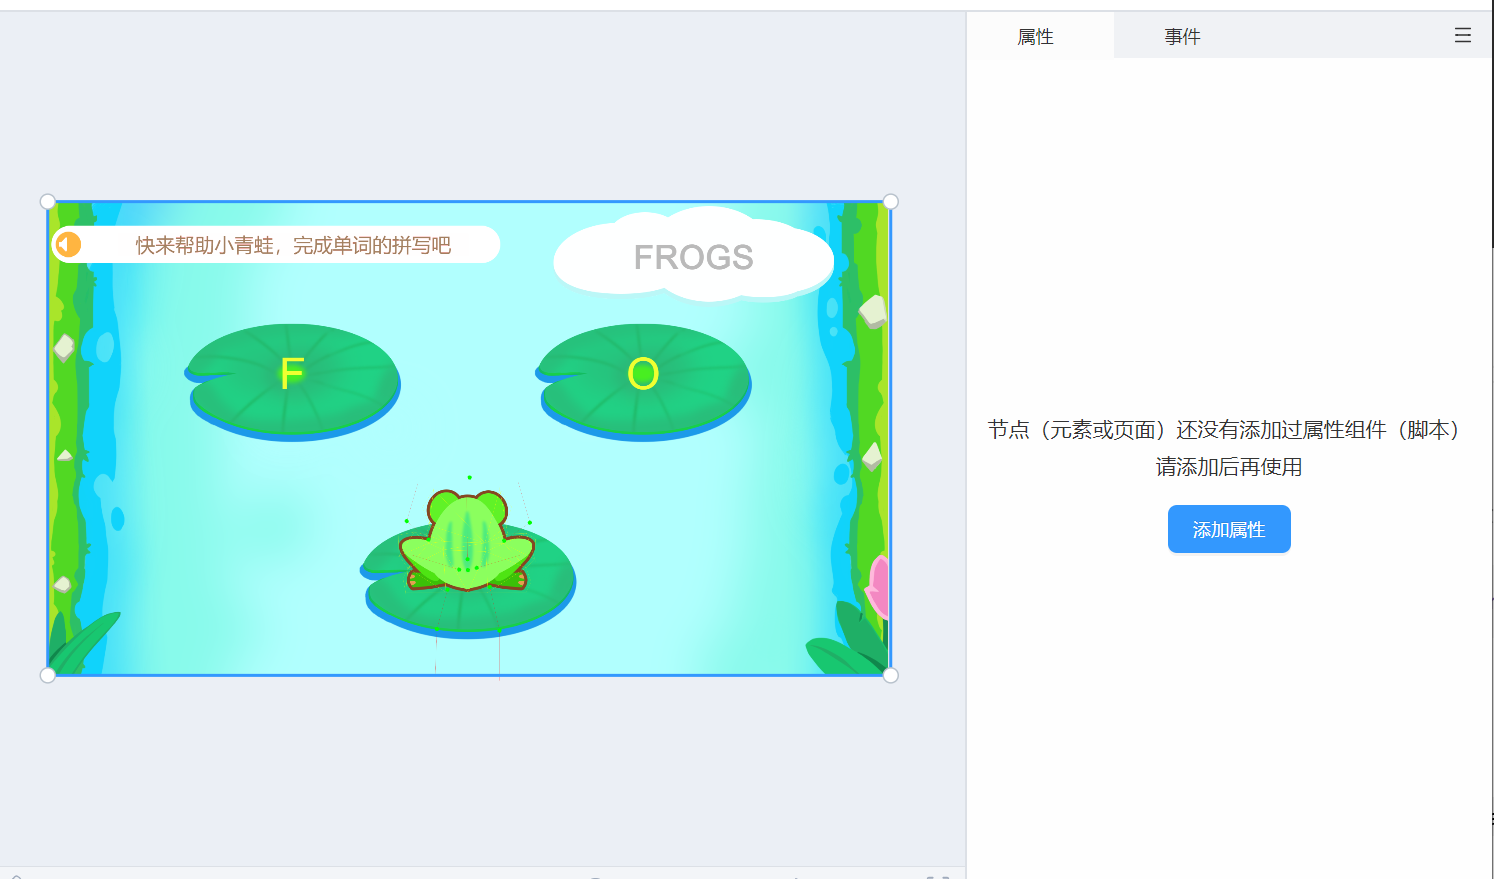 属性
事件
快来帮助小青蛙，完成单词的拼写吧
FROGS
F
O
节点（元素或页面）还没有添加过属性组件（脚本）
请添加后再使用
添加属性